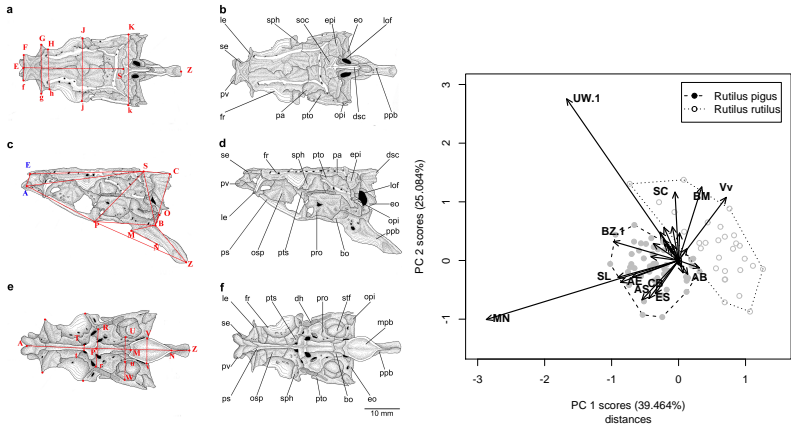 a
F
G
H
J
K
E
S
Z
f
g
h
j
k
b
le
sph
soc
epi
eo
lof
se
pv
fr
pa
pto
opi
dsc
ppb
c
E
S
C
A
O
P
B
M
N
Z
d
se
fr
sph
pto
pa
epi
dsc
pv
lof
le
eo
opi
ppb
ps
osp
pts
pro
bo
e
R
U
V
A
T
P
M
Z
t
r
u
N
W
f
le
fr
pts
dh
pro
stf
opi
se
mpb
pv
ppb
ps
osp
sph
pto
bo
eo
10 mm
Rutilus pigus
Rutilus rutilus
UW.1
SC
BM
Vv
BZ.1
SL
AE
AS
CB
ES
AB
MN
PC 2 scores (25.084%)
3
2
1
0
-1
-3
-2
-1
0
1
PC 1 scores (39.464%)
distances